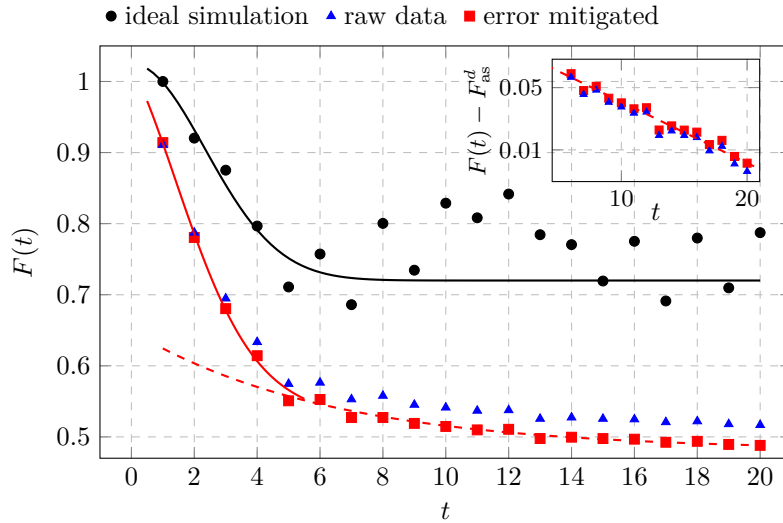 ideal simulation raw data error mitigated
1
0.9
0.8
0.7
0.6
0.5
F(t)
0 2 4 6 8 10 12 14 16 18 20
t
0.05
0.01
F(t) − F_as^d
10 20
t